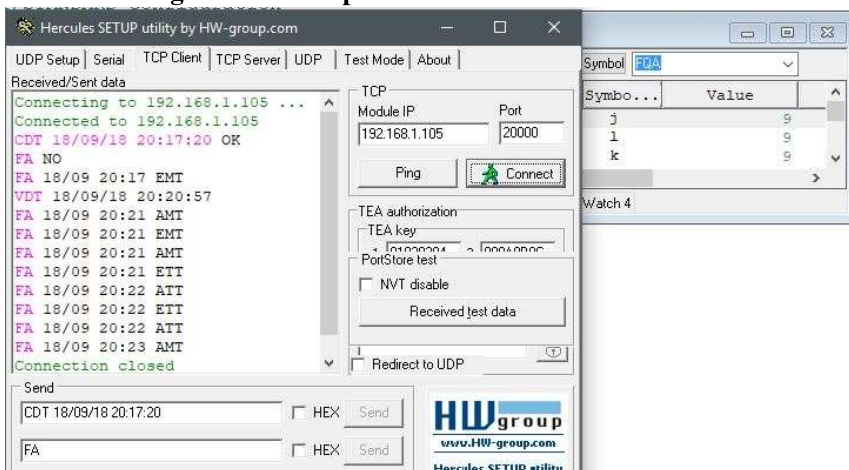 Hercules SETUP utility by HW-group.com
UDP Setup Serial TCP Client TCP Server UDP Test Mode About
Received/Sent data
Connecting to 192.168.1.105 ...
Connected to 192.168.1.105
CDT 18/09/18 20:17:20 OK
FA NO
FA 18/09 20:17 EMT
VDT 18/09/18 20:20:57
FA 18/09 20:21 AMT
FA 18/09 20:21 EMT
FA 18/09 20:21 AMT
FA 18/09 20:21 ETT
FA 18/09 20:22 ATT
FA 18/09 20:22 ETT
FA 18/09 20:22 ATT
FA 18/09 20:23 AMT
Connection closed
TCP
Module IP Port
192.168.1.105 20000
Ping Connect
TEA authorization
TEA key
PortStore test
NVT disable
Received test data
Redirect to UDP
Send
CDT 18/09/18 20:17:20 HEX Send
FA HEX Send
HW group
www.HW-group.com
Hercules SETUP utility
Symbol FQA
Symbo... Value
j 9
l 9
k 9
Watch 4